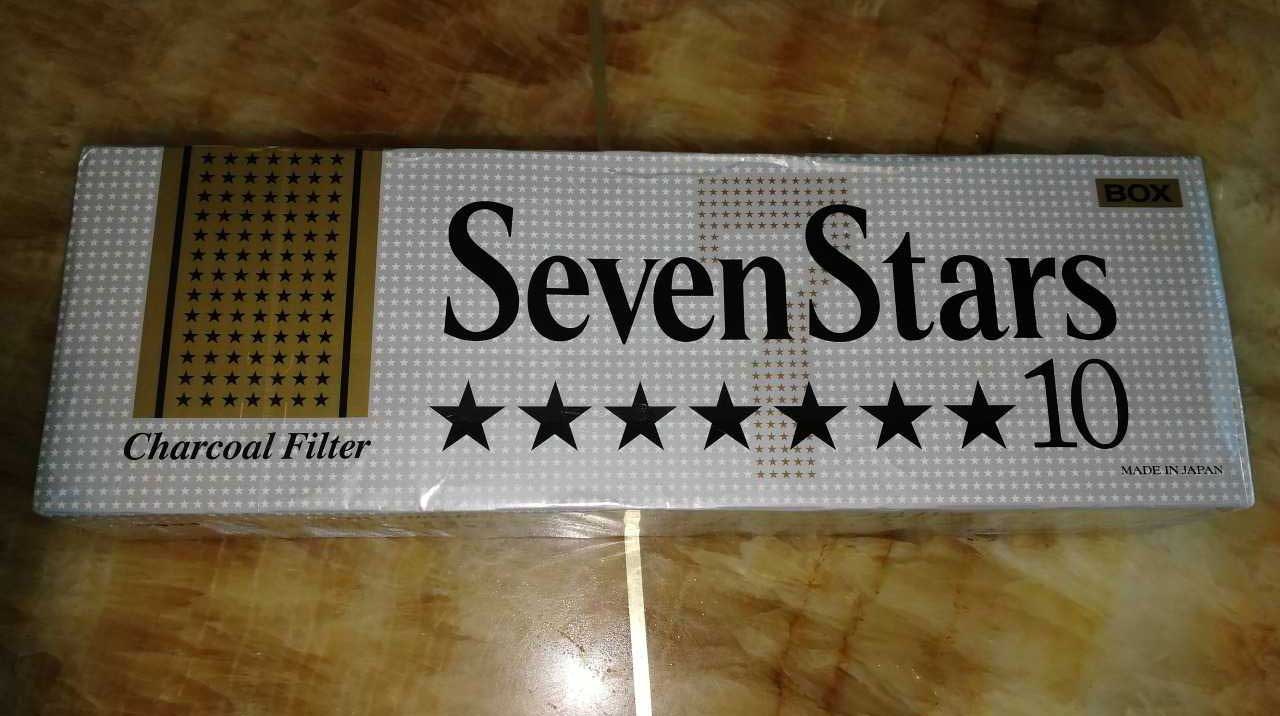 BOX
SevenStars
10
Charcoal Filter
MADE IN JAPAN